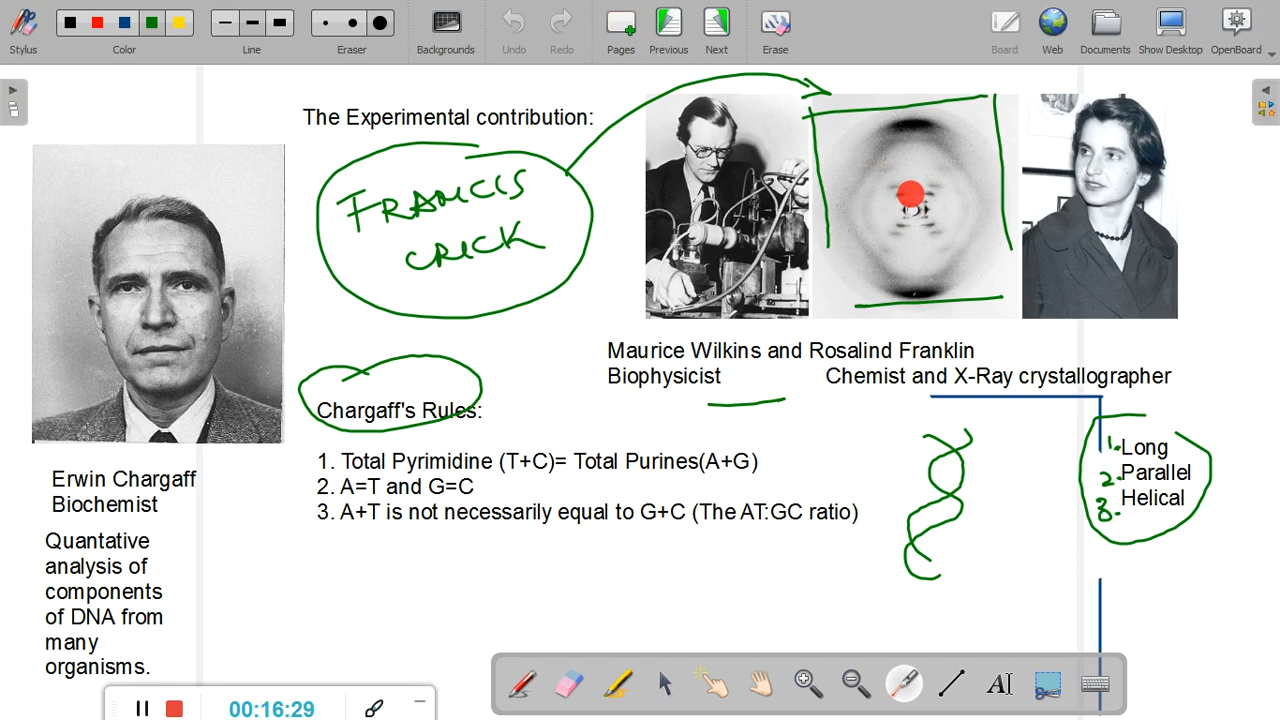 Stylus
Color
Line
Eraser
Backgrounds
Undo
Redo
Pages
Previous
Next
Erase
Board
Web
Documents
Show Desktop
OpenBoard
The Experimental contribution:
FRANCIS
CRICK
Maurice Wilkins and Rosalind Franklin
Biophysicist Chemist and X-Ray crystallographer
Chargaff's Rules:
1. Total Pyrimidine (T+C)= Total Purines(A+G)
2. A=T and G=C
3. A+T is not necessarily equal to G+C (The AT:GC ratio)
1. Long
2. Parallel
3. Helical
Erwin Chargaff
Biochemist
Quantative
analysis of
components
of DNA from
many
organisms.
00:16:29